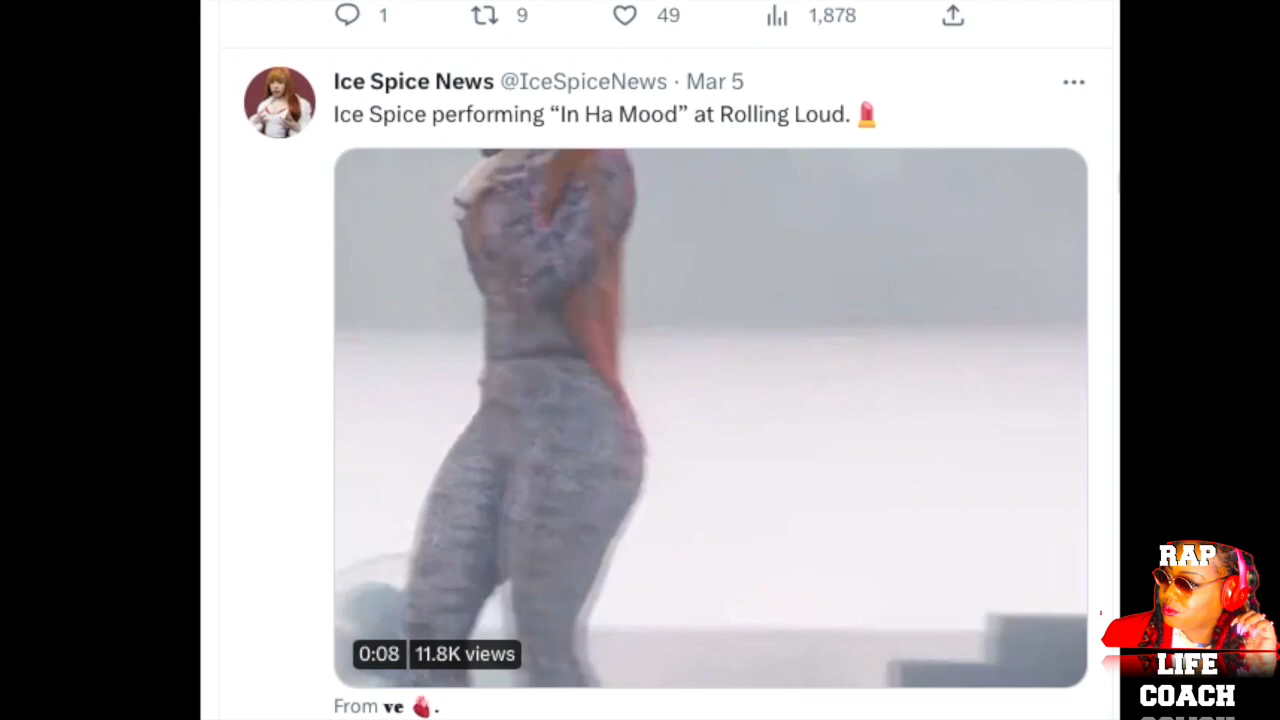 1 9 49 1,878
Ice Spice News @IceSpiceNews · Mar 5
Ice Spice performing “In Ha Mood” at Rolling Loud. 💄
0:08 11.8K views
From ve 🫀.
RAP
LIFE
COACH
COACH